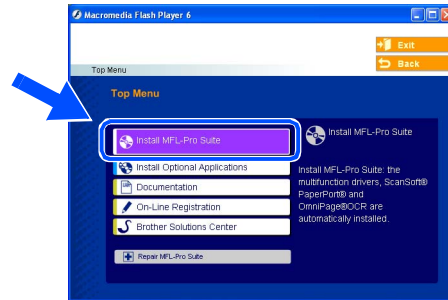 Macromedia Flash Player 6
Exit
Back
Top Menu
Top Menu
Install MFL-Pro Suite
Install Optional Applications
Documentation
On-Line Registration
Brother Solutions Center
Repair MFL-Pro Suite
Install MFL-Pro Suite
Install MFL-Pro Suite: the
multifunction drivers, ScanSoft®
PaperPort® and
OmniPage®OCR are
automatically installed.